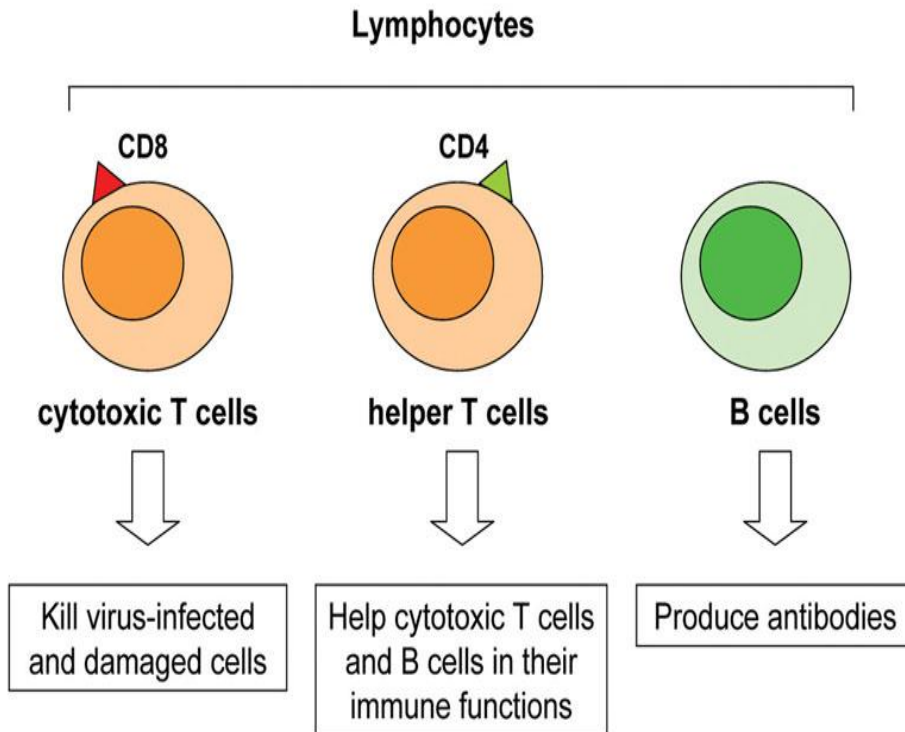 Lymphocytes
CD8
CD4
cytotoxic T cells
helper T cells
B cells
Kill virus-infected
and damaged cells
Help cytotoxic T cells
and B cells in their
immune functions
Produce antibodies